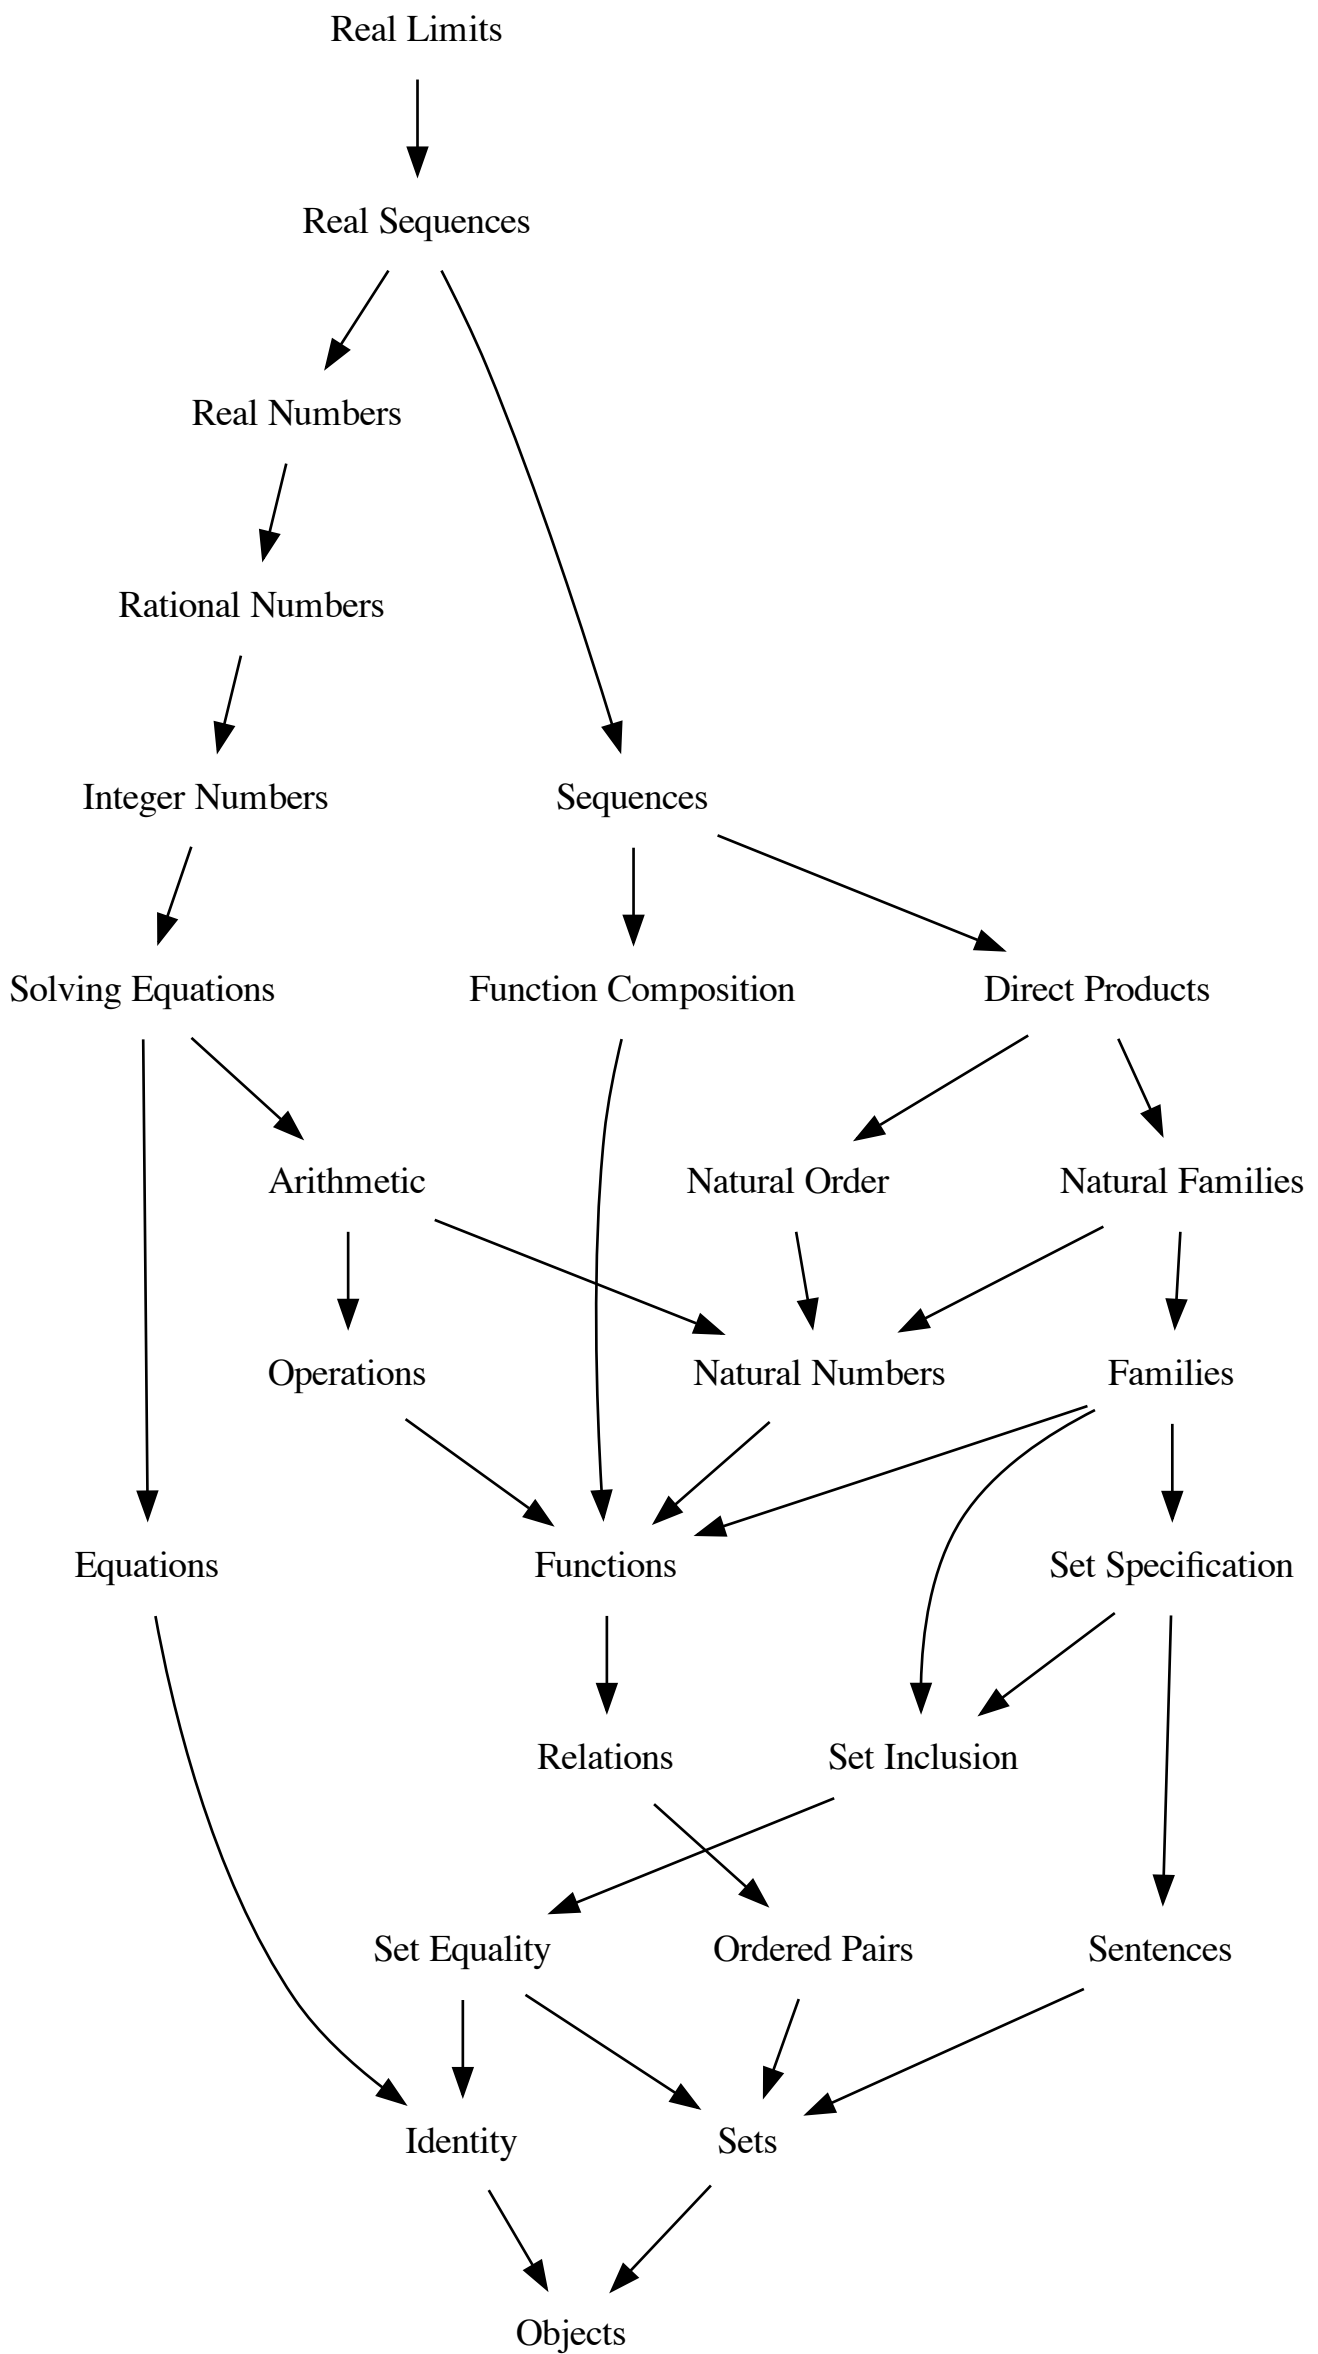 Real Limits
Real Sequences
Real Numbers
Rational Numbers
Integer Numbers
Sequences
Solving Equations
Function Composition
Direct Products
Arithmetic
Natural Order
Natural Families
Operations
Natural Numbers
Families
Equations
Functions
Set Specification
Relations
Set Inclusion
Set Equality
Ordered Pairs
Sentences
Identity
Sets
Objects